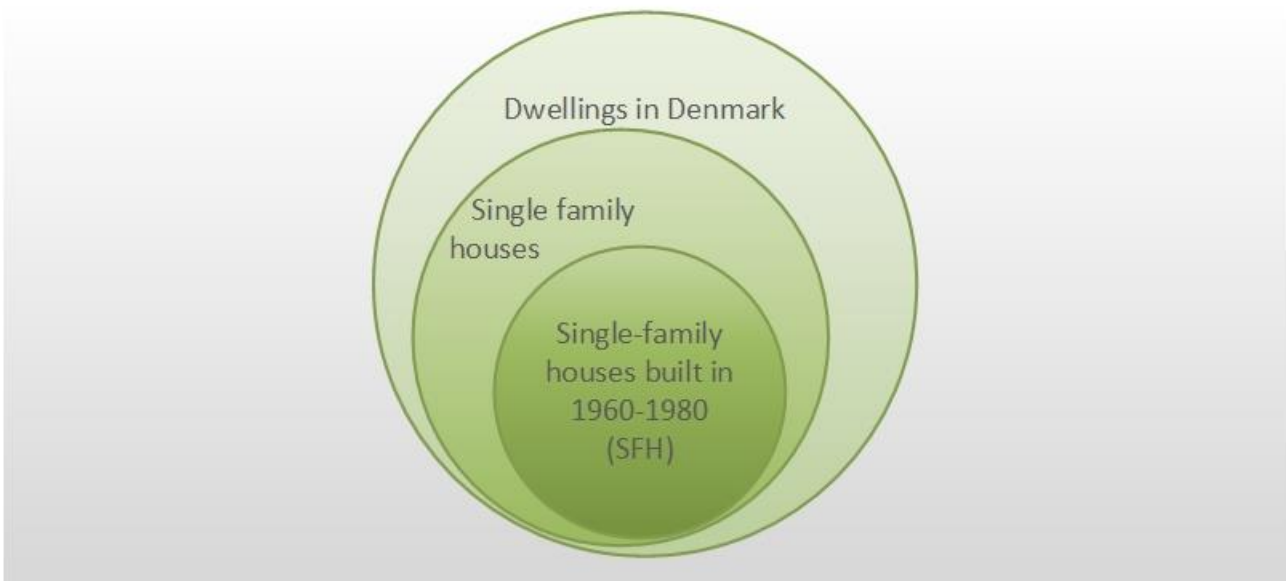 Dwellings in Denmark
Single family
houses
Single-family
houses built in
1960-1980
(SFH)